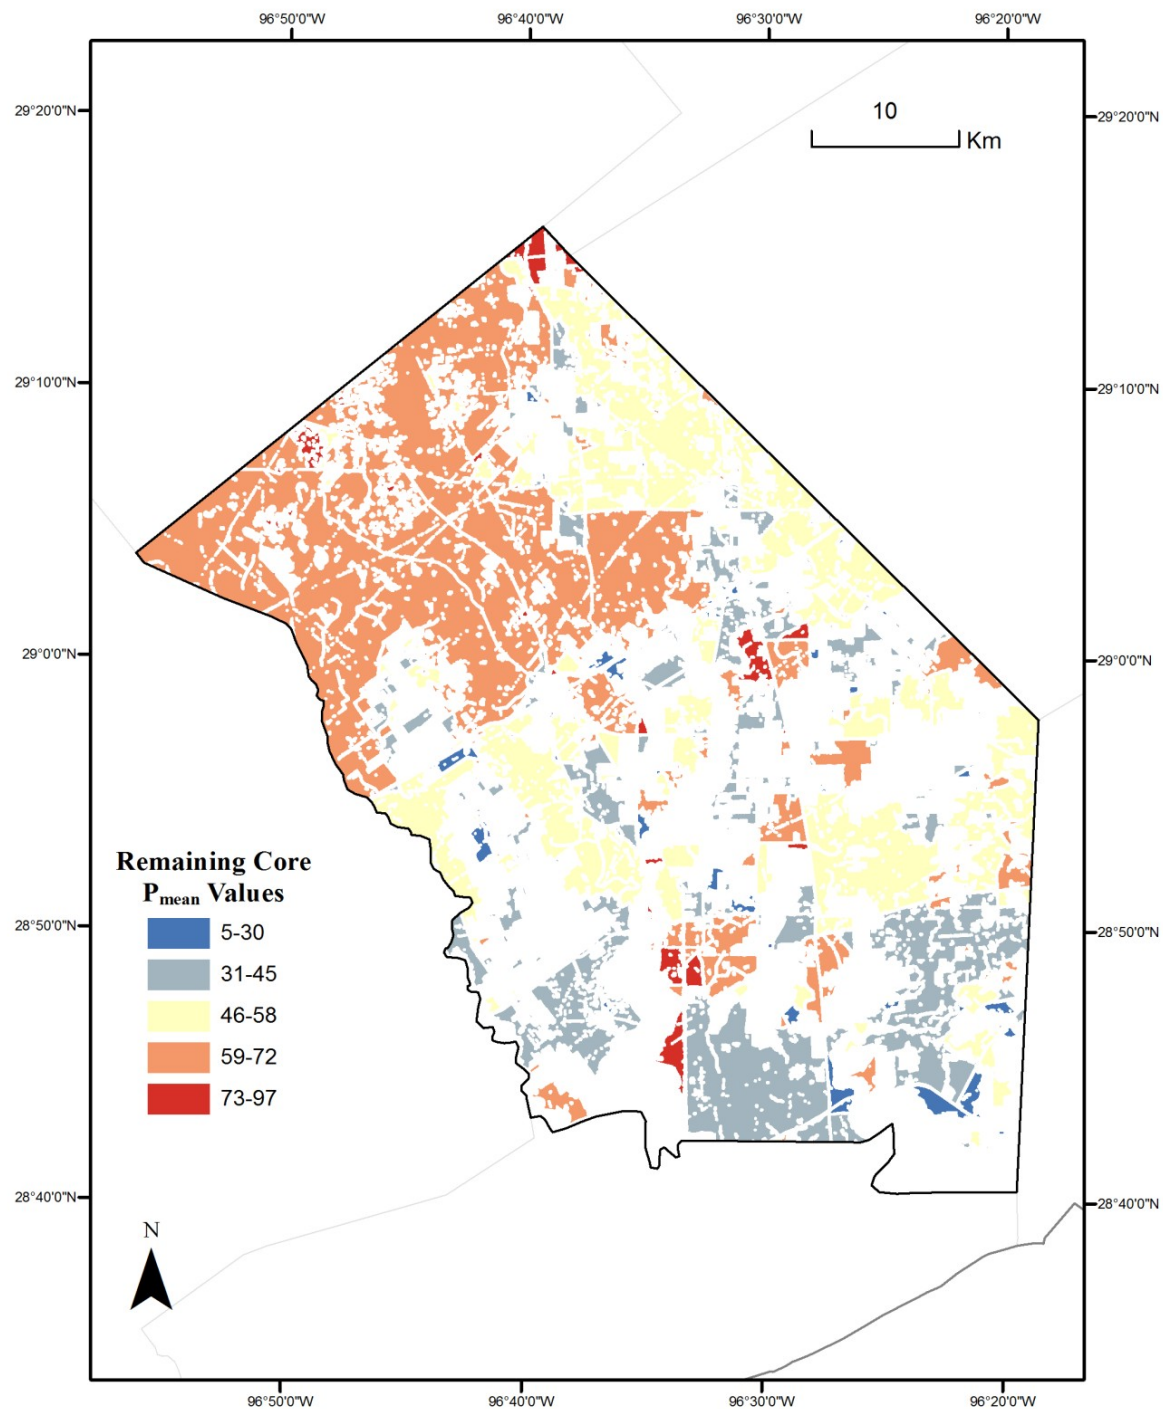 96°50'0"W 96°40'0"W 96°30'0"W 96°20'0"W
29°20'0"N 29°20'0"N
10
Km
29°10'0"N 29°10'0"N
29°0'0"N 29°0'0"N
Remaining Core
Pmean Values
5-30
31-45
46-58
59-72
73-97
28°50'0"N 28°50'0"N
28°40'0"N 28°40'0"N
N
96°50'0"W 96°40'0"W 96°30'0"W 96°20'0"W